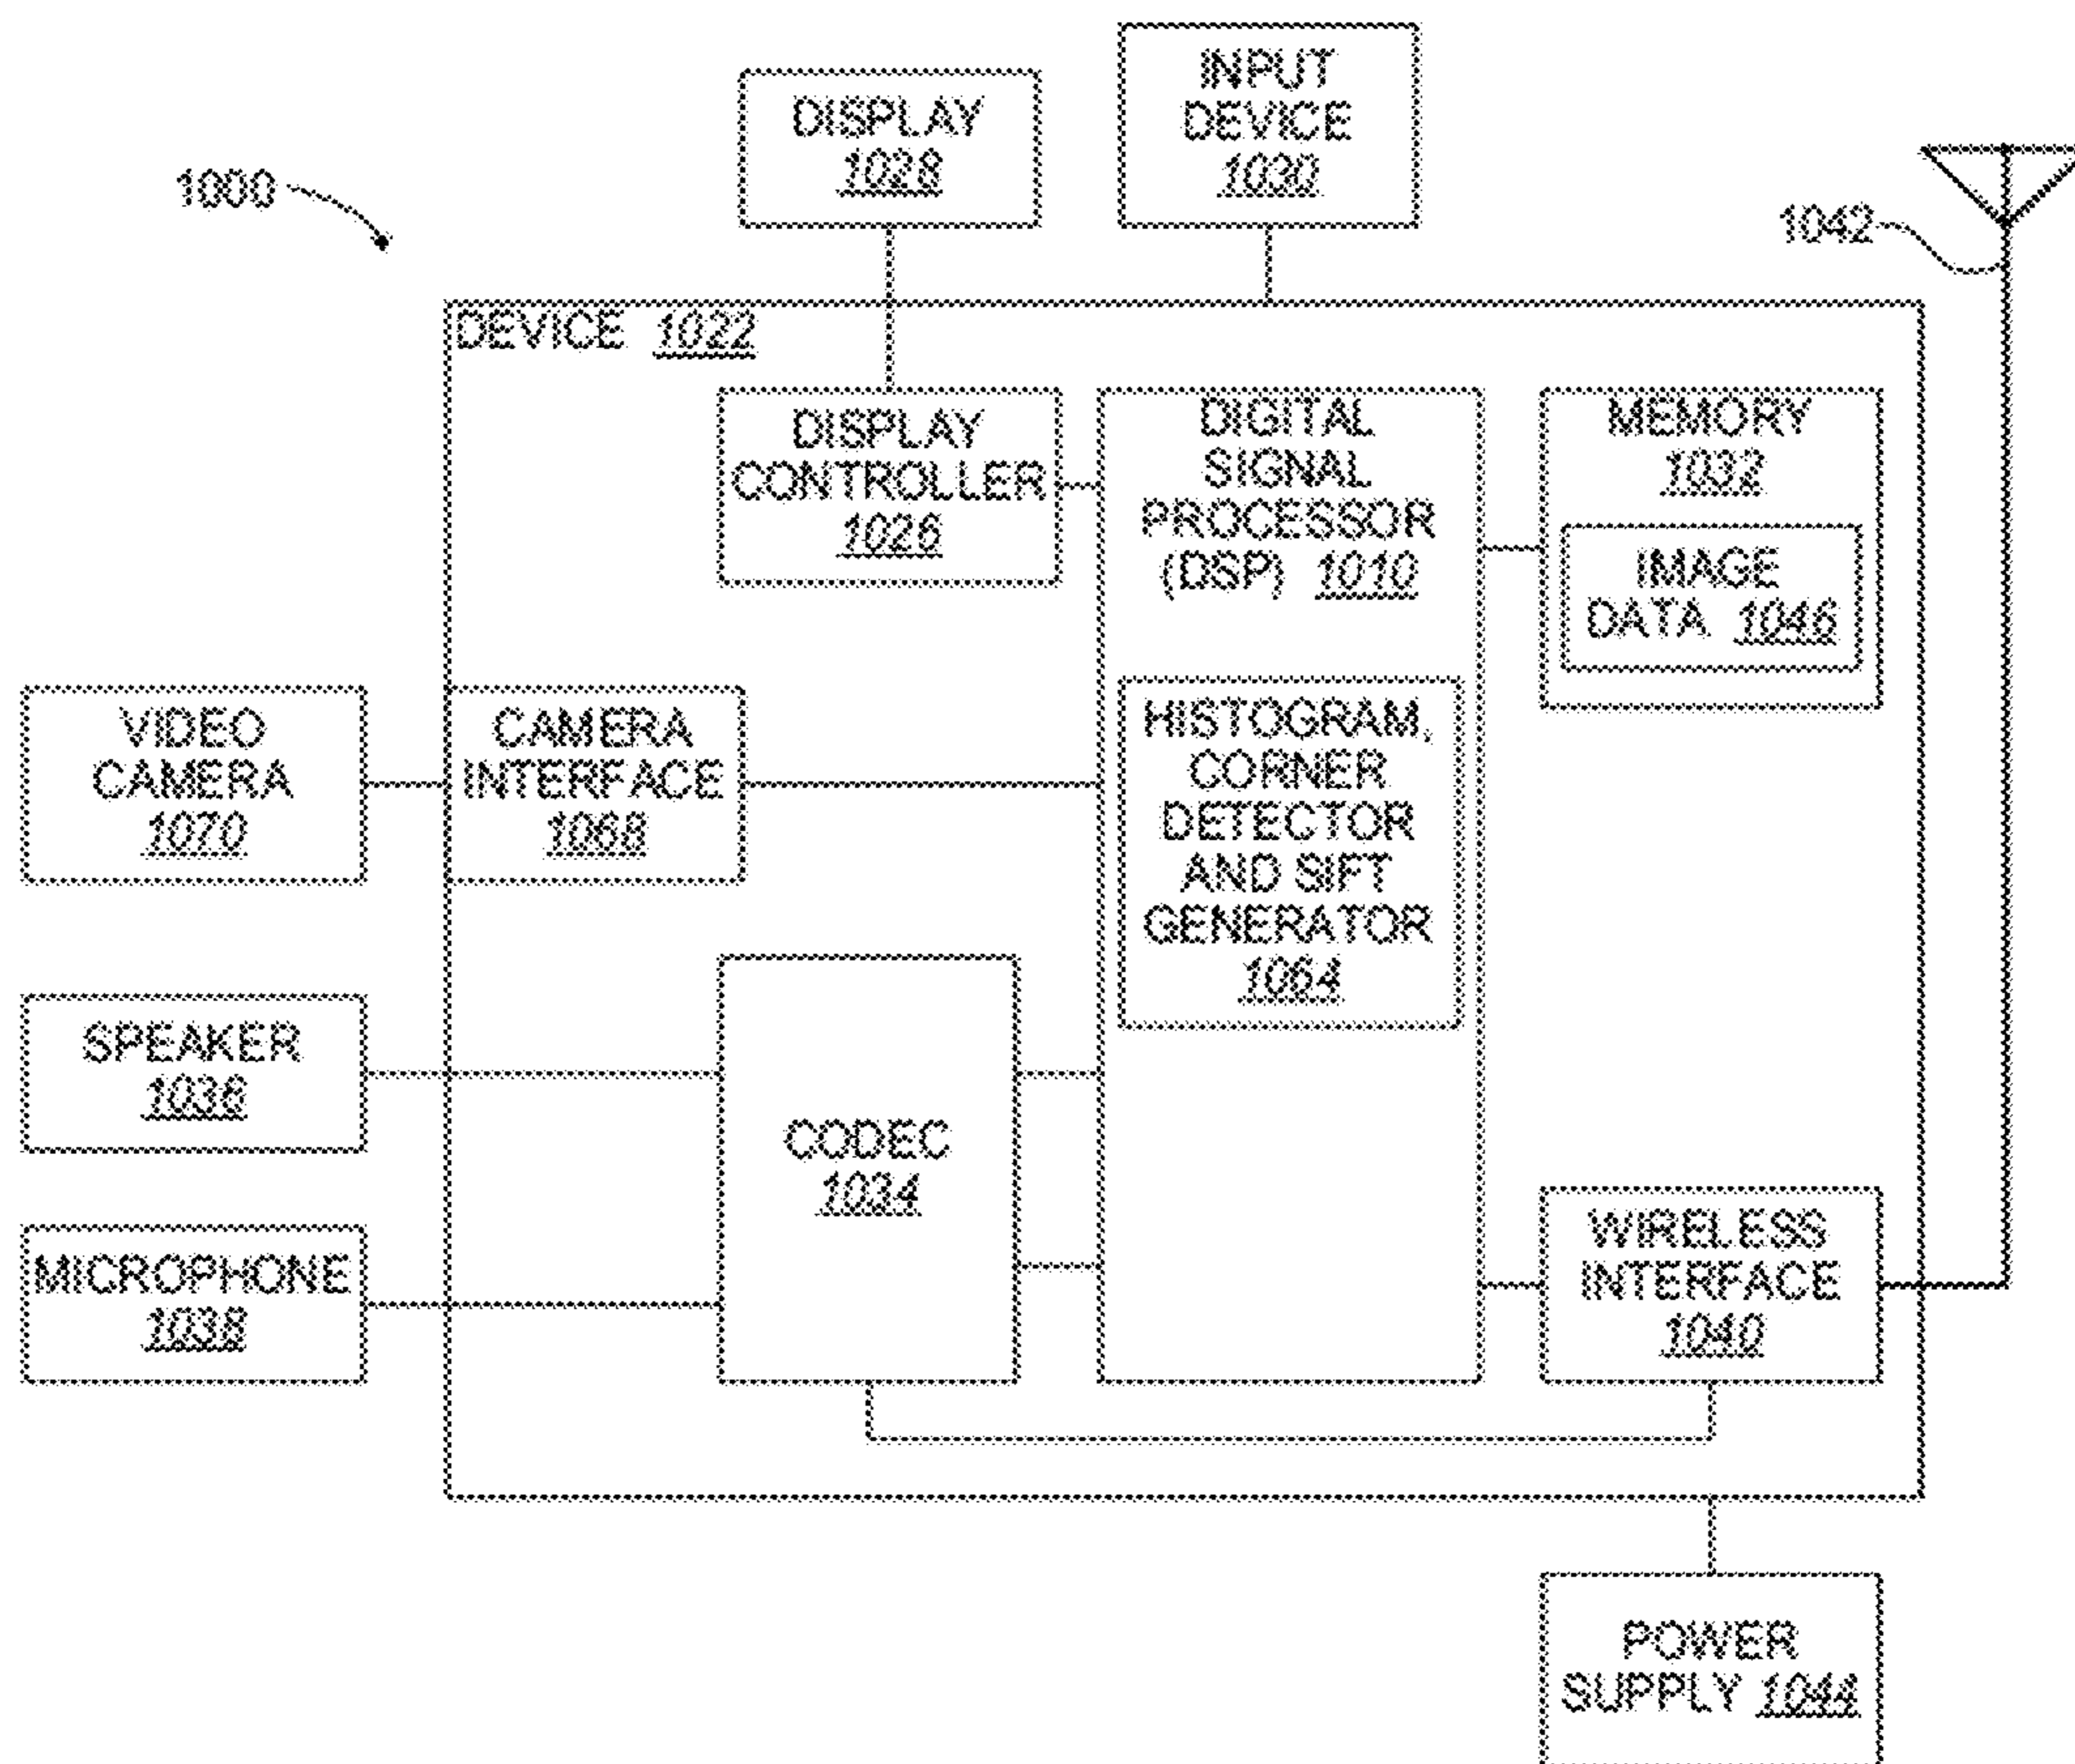 INPUT
DEVICE
1030
DISPLAY
1028
1000
1042
DEVICE 1022
DISPLAY
CONTROLLER
1026
DIGITAL
SIGNAL
PROCESSOR
(DSP) 1010
MEMORY
1032
IMAGE
DATA 1046
VIDEO
CAMERA
1070
CAMERA
INTERFACE
1068
HISTOGRAM,
CORNER
DETECTOR
AND SIFT
GENERATOR
1064
SPEAKER
1036
CODEC
1034
MICROPHONE
1038
WIRELESS
INTERFACE
1040
POWER
SUPPLY 1044